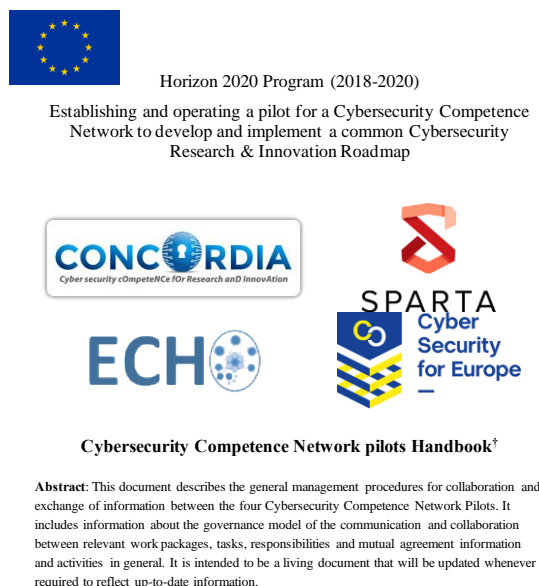 Horizon 2020 Program (2018-2020)
Establishing and operating a pilot for a Cybersecurity Competence
Network to develop and implement a common Cybersecurity
Research & Innovation Roadmap
CONCORDIA
Cyber security cOmpeteNCe fOr Research anD InnovAtion
SPARTA
ECHO
Cyber
Security
for Europe
Cybersecurity Competence Network pilots Handbook†
Abstract: This document describes the general management procedures for collaboration and
exchange of information between the four Cybersecurity Competence Network Pilots. It
includes information about the governance model of the communication and collaboration
between relevant work packages, tasks, responsibilities and mutual agreement information
and activities in general. It is intended to be a living document that will be updated whenever
required to reflect up-to-date information.